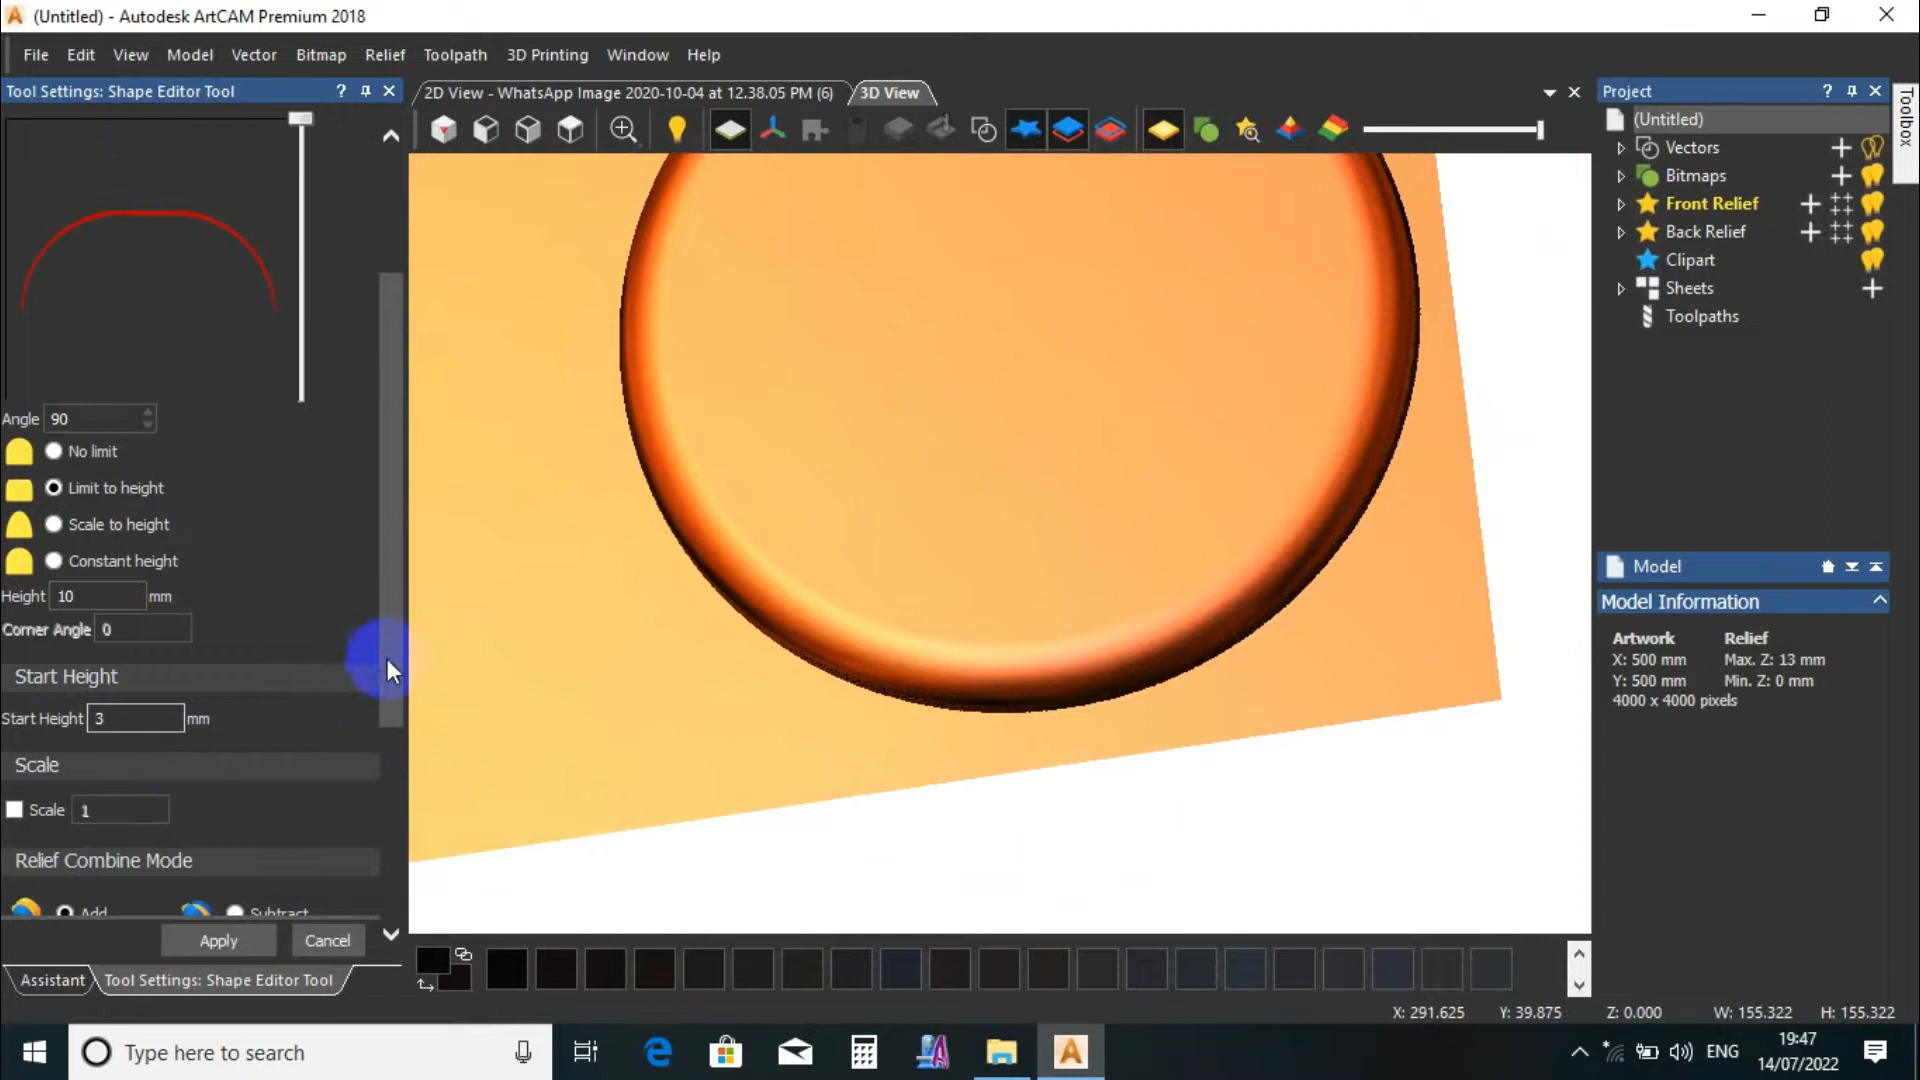 (Untitled) - Autodesk ArtCAM Premium 2018
File Edit View Model Vector Bitmap Relief Toolpath 3D Printing Window Help
Tool Settings: Shape Editor Tool ?
2D View - WhatsApp Image 2020-10-04 at 12.38.05 PM (6) 3D View
Project ?
Toolbox
(Untitled)
Vectors
Bitmaps
Front Relief
Back Relief
Clipart
Sheets
Toolpaths
Angle 90
No limit
Limit to height
Scale to height
Constant height
Height 10 mm
Corner Angle 0
Start Height
Start Height 3 mm
Scale
Scale 1
Relief Combine Mode
Add Subtract
Apply Cancel
Assistant Tool Settings: Shape Editor Tool
Model
Model Information
Artwork Relief
X: 500 mm Max. Z: 13 mm
Y: 500 mm Min. Z: 0 mm
4000 x 4000 pixels
X: 291.625 Y: 39.875 Z: 0.000 W: 155.322 H: 155.322
Type here to search
ENG
19:47
14/07/2022